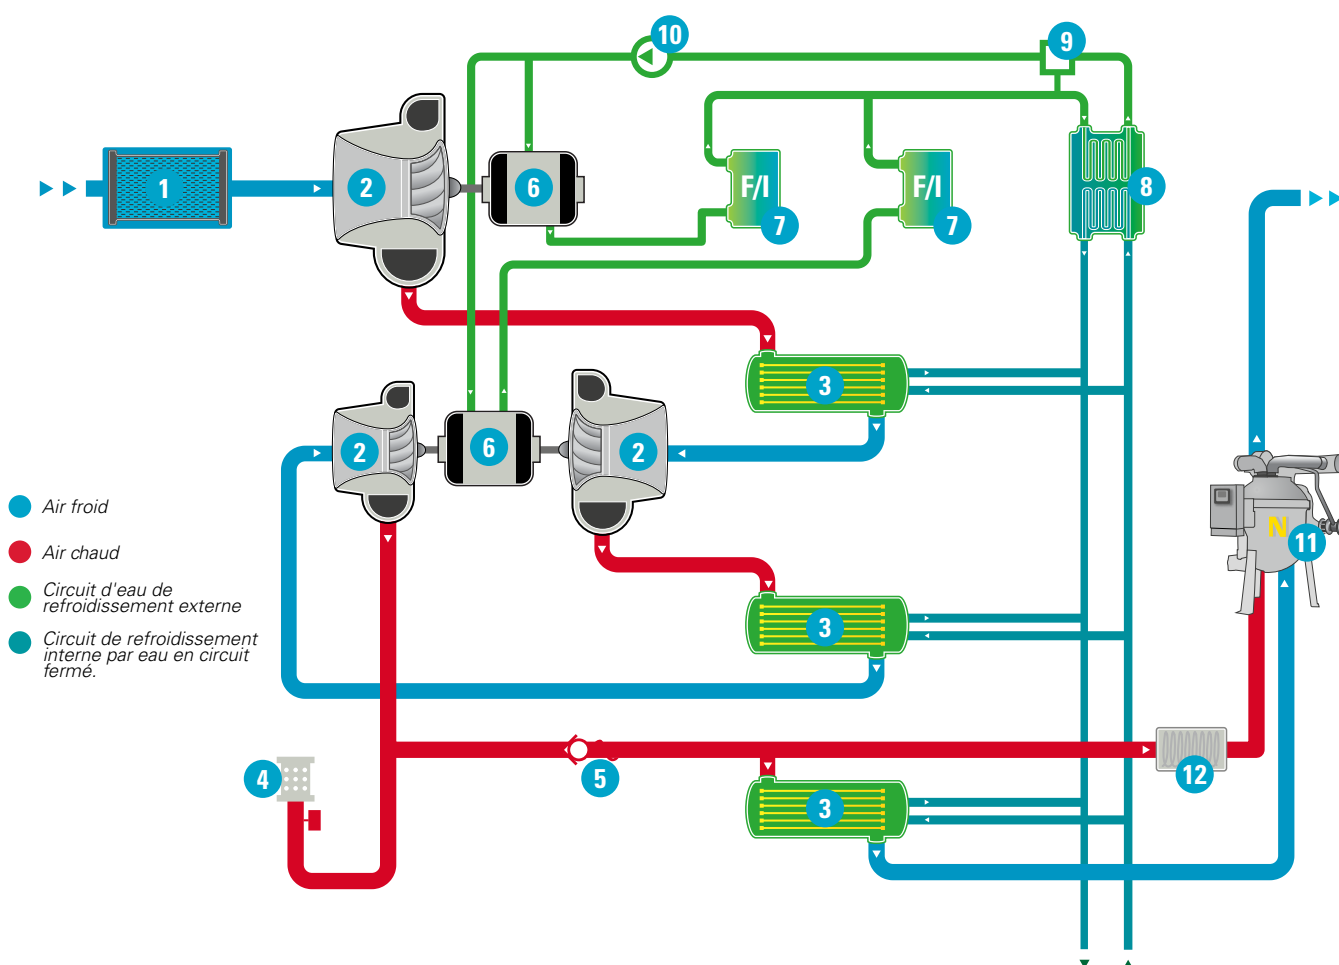 10
9
1
2
6
F/I
7
F/I
7
8
3
2
6
2
Air froid
Air chaud
Circuit d'eau de
refroidissement externe
Circuit de refroidissement
interne par eau en circuit
fermé.
N
11
3
4
5
12
3